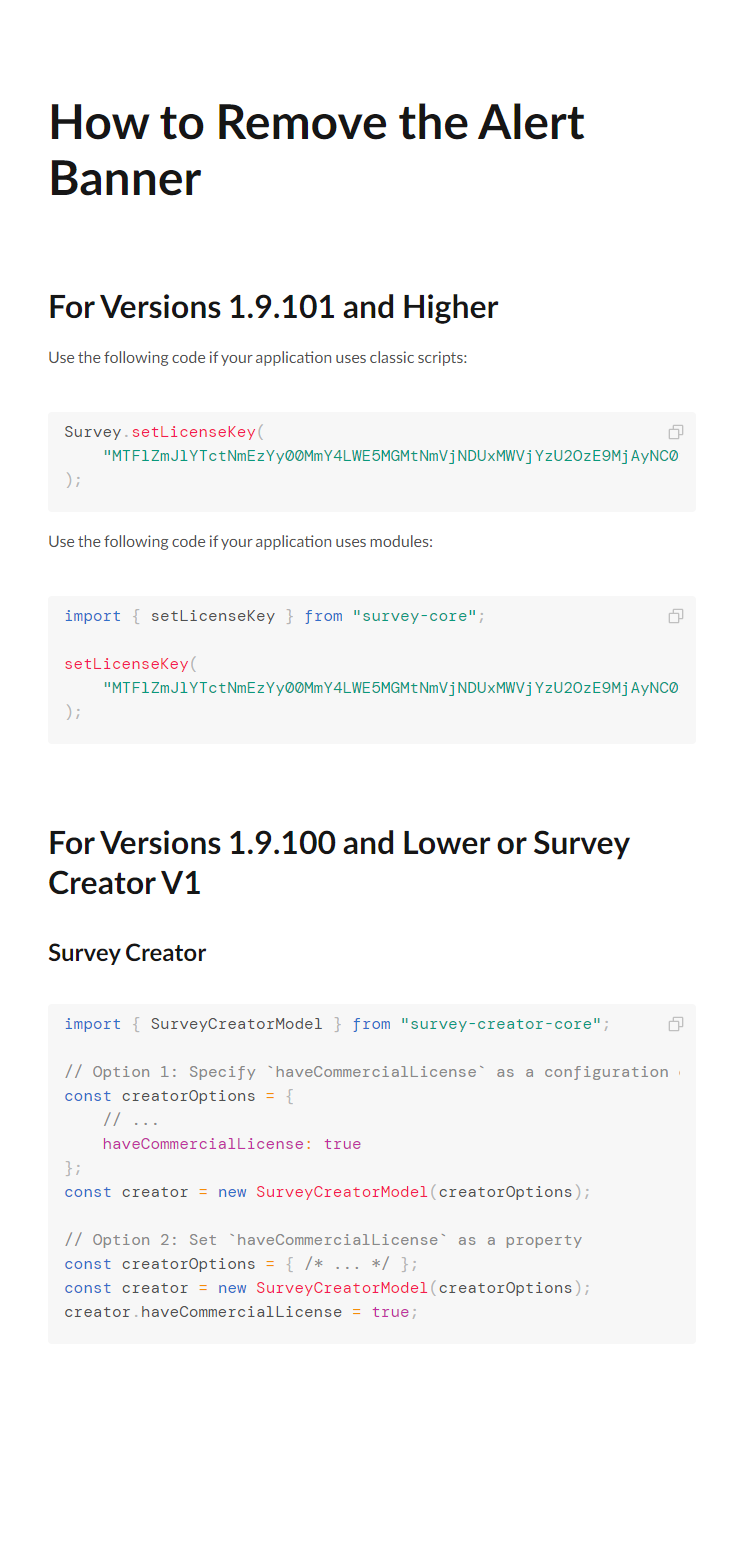 How to Remove the Alert
Banner
For Versions 1.9.101 and Higher
Use the following code if your application uses classic scripts:
Survey.setLicenseKey(
    "MTFlZmJlYTctNmEzYy00MmY4LWE5MGMtNmVjNDUxMWVjYzU2OzE9MjAyNC0
);
Use the following code if your application uses modules:
import { setLicenseKey } from "survey-core";
setLicenseKey(
    "MTFlZmJlYTctNmEzYy00MmY4LWE5MGMtNmVjNDUxMWVjYzU2OzE9MjAyNC0
);
For Versions 1.9.100 and Lower or Survey
Creator V1
Survey Creator
import { SurveyCreatorModel } from "survey-creator-core";
// Option 1: Specify `haveCommercialLicense` as a configuration
const creatorOptions = {
    // ...
    haveCommercialLicense: true
};
const creator = new SurveyCreatorModel(creatorOptions);
// Option 2: Set `haveCommercialLicense` as a property
const creatorOptions = { /* ... */ };
const creator = new SurveyCreatorModel(creatorOptions);
creator.haveCommercialLicense = true;